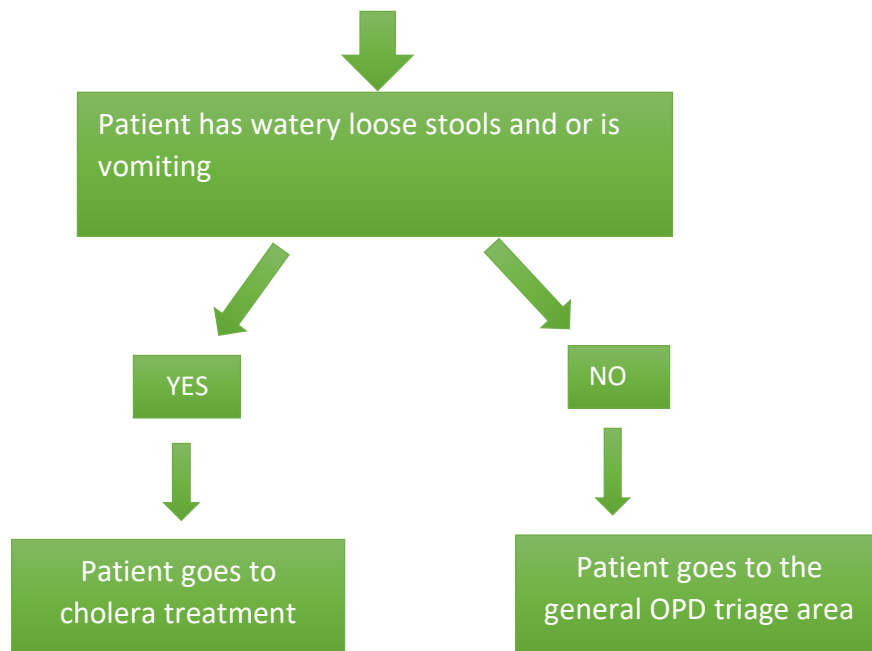 Patient has watery loose stools and or is
vomiting
YES
NO
Patient goes to
cholera treatment
Patient goes to the
general OPD triage area